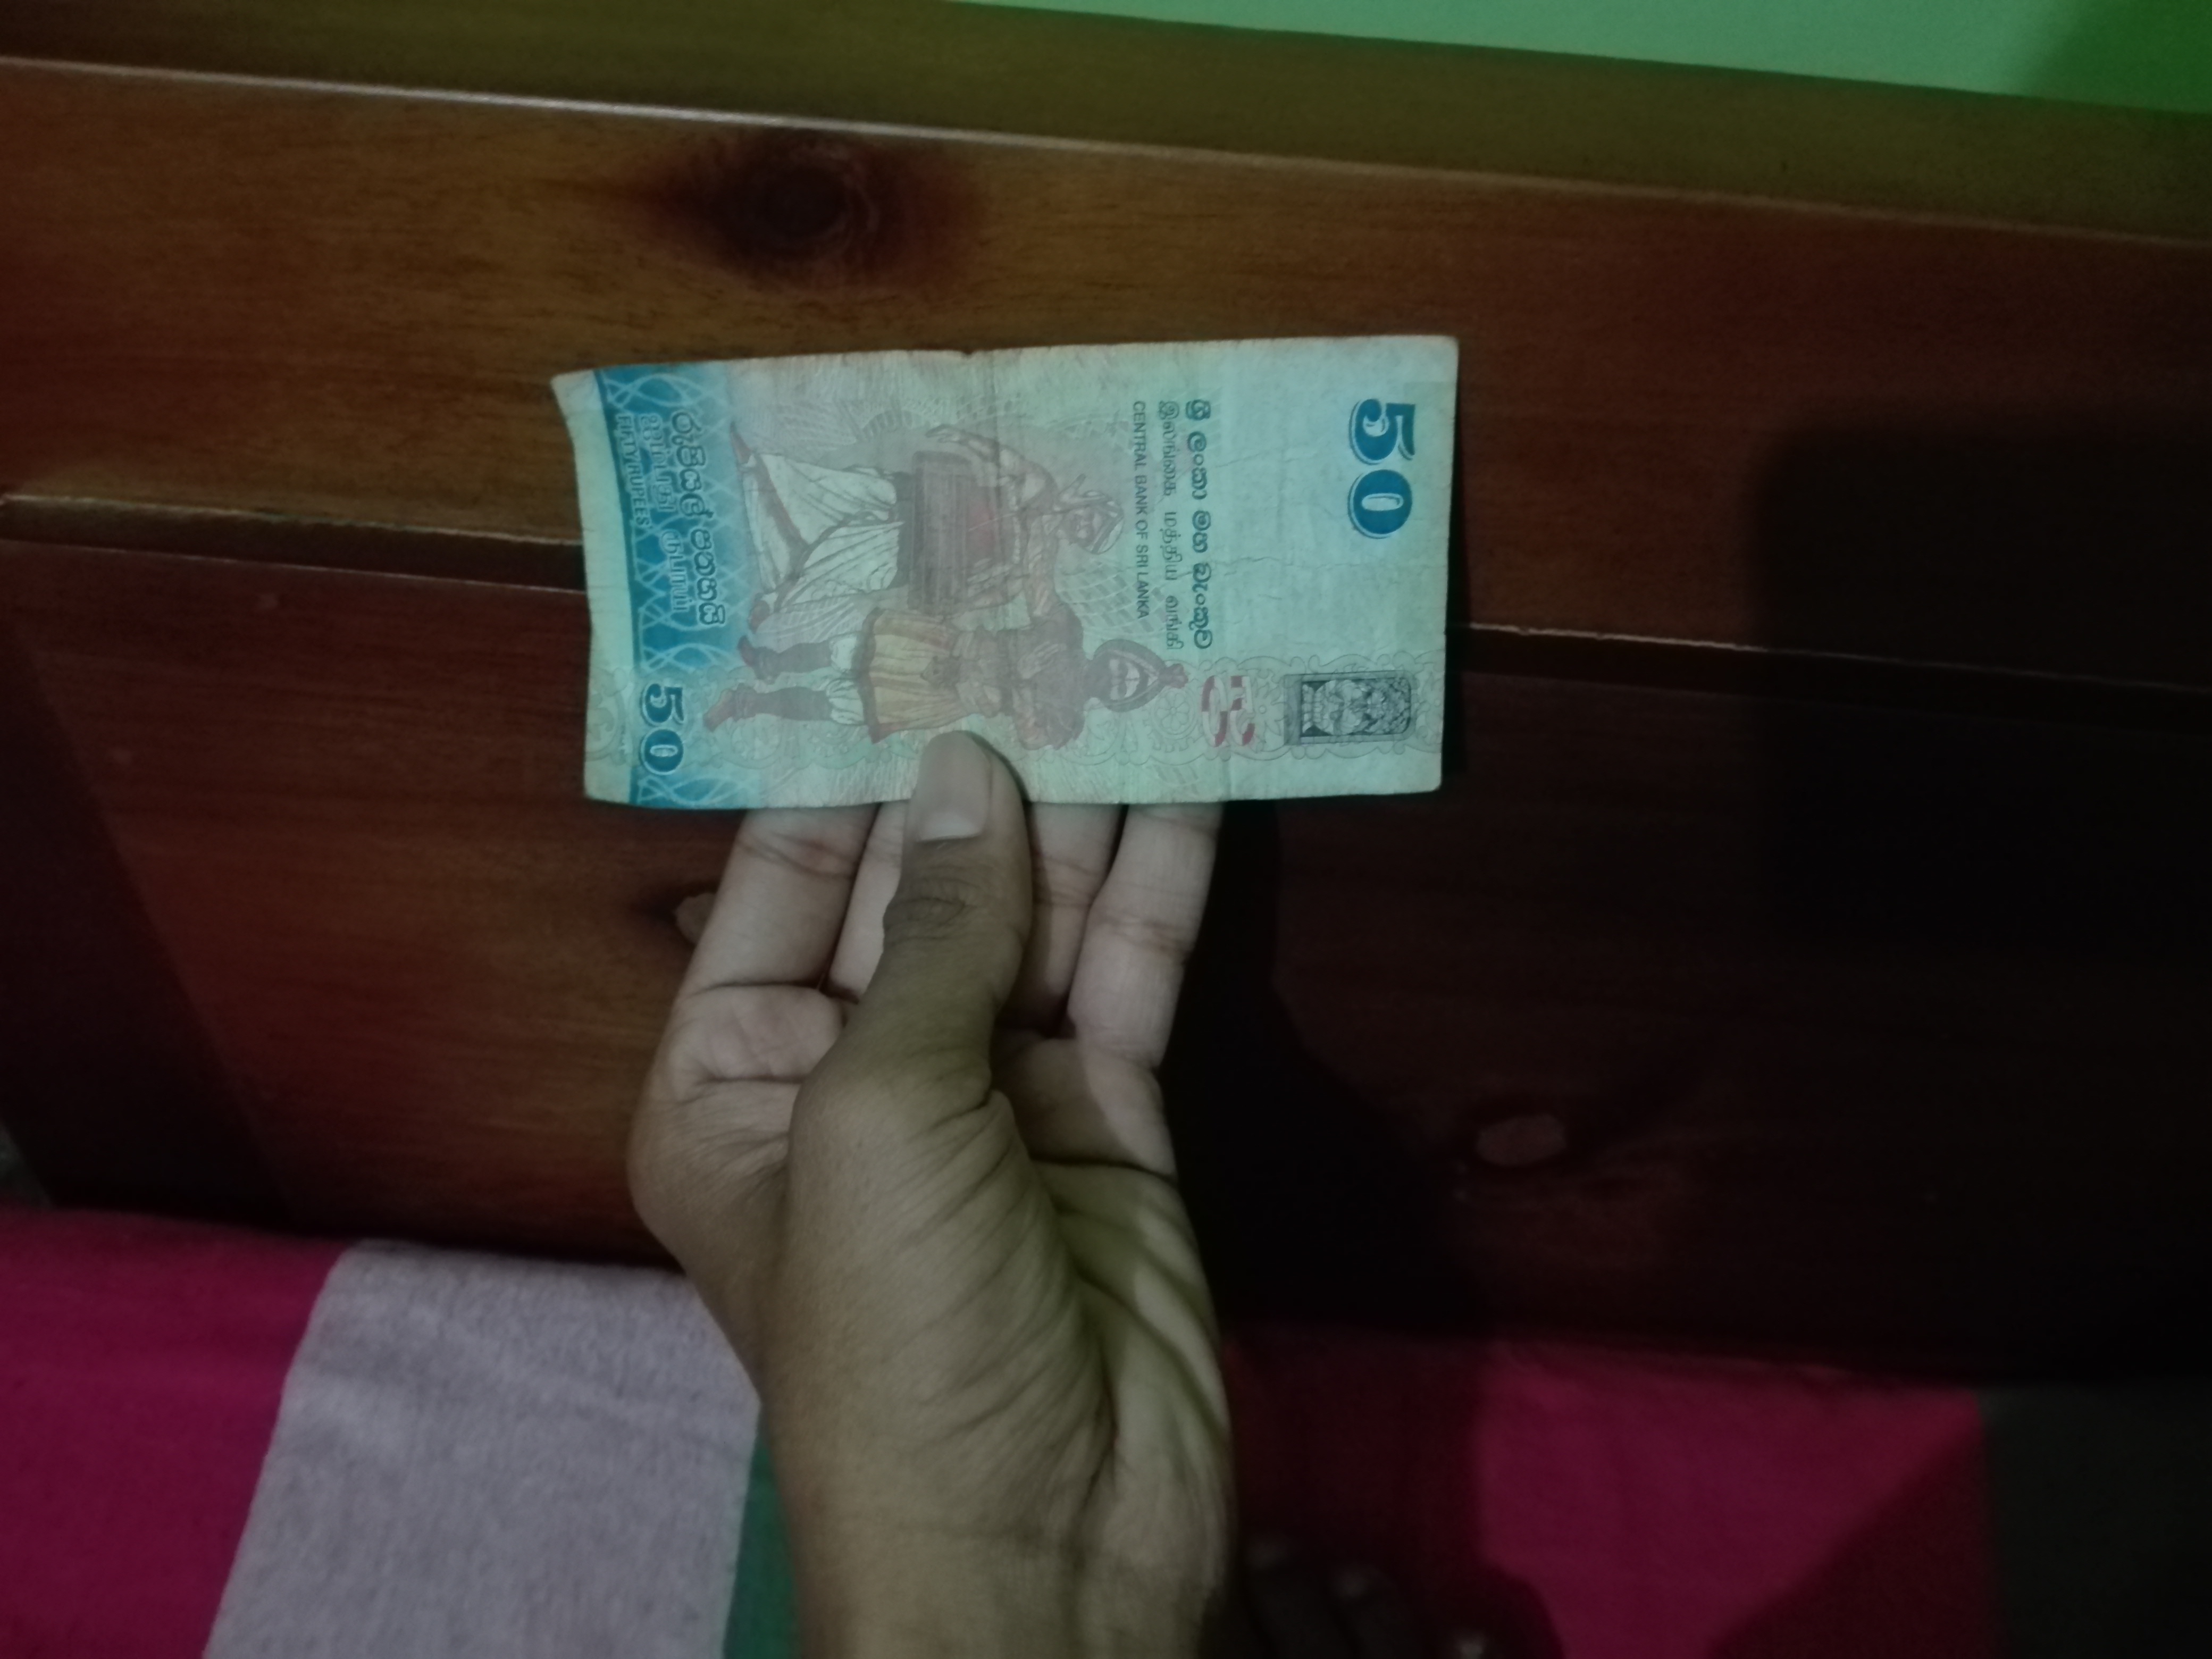 50
ශ්‍රී ලංකා මහ බැංකුව
இலங்கை மத்திய வங்கி
CENTRAL BANK OF SRI LANKA
රුපියල් පනහයි
ஐம்பது ரூபாய்
FIFTY RUPEES
50